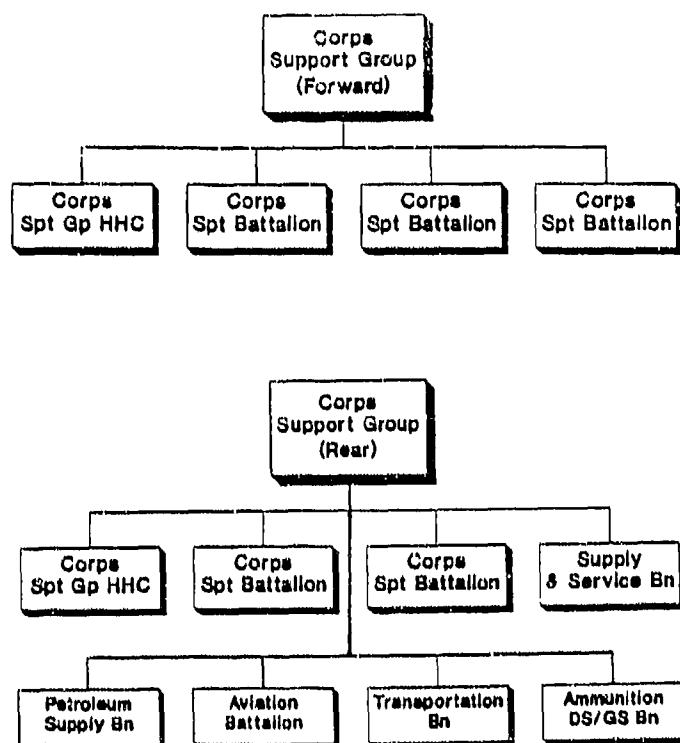 Corps
Support Group
(Forward)
Corps
Spt Gp HHC
Corps
Spt Battalion
Corps
Spt Battalion
Corps
Spt Battalion
Corps
Support Group
(Rear)
Corps
Spt Gp HHC
Corps
Spt Battalion
Corps
Spt Battalion
Supply
& Service Bn
Petroleum
Supply Bn
Aviation
Battalion
Transportation
Bn
Ammunition
DS/GS Bn